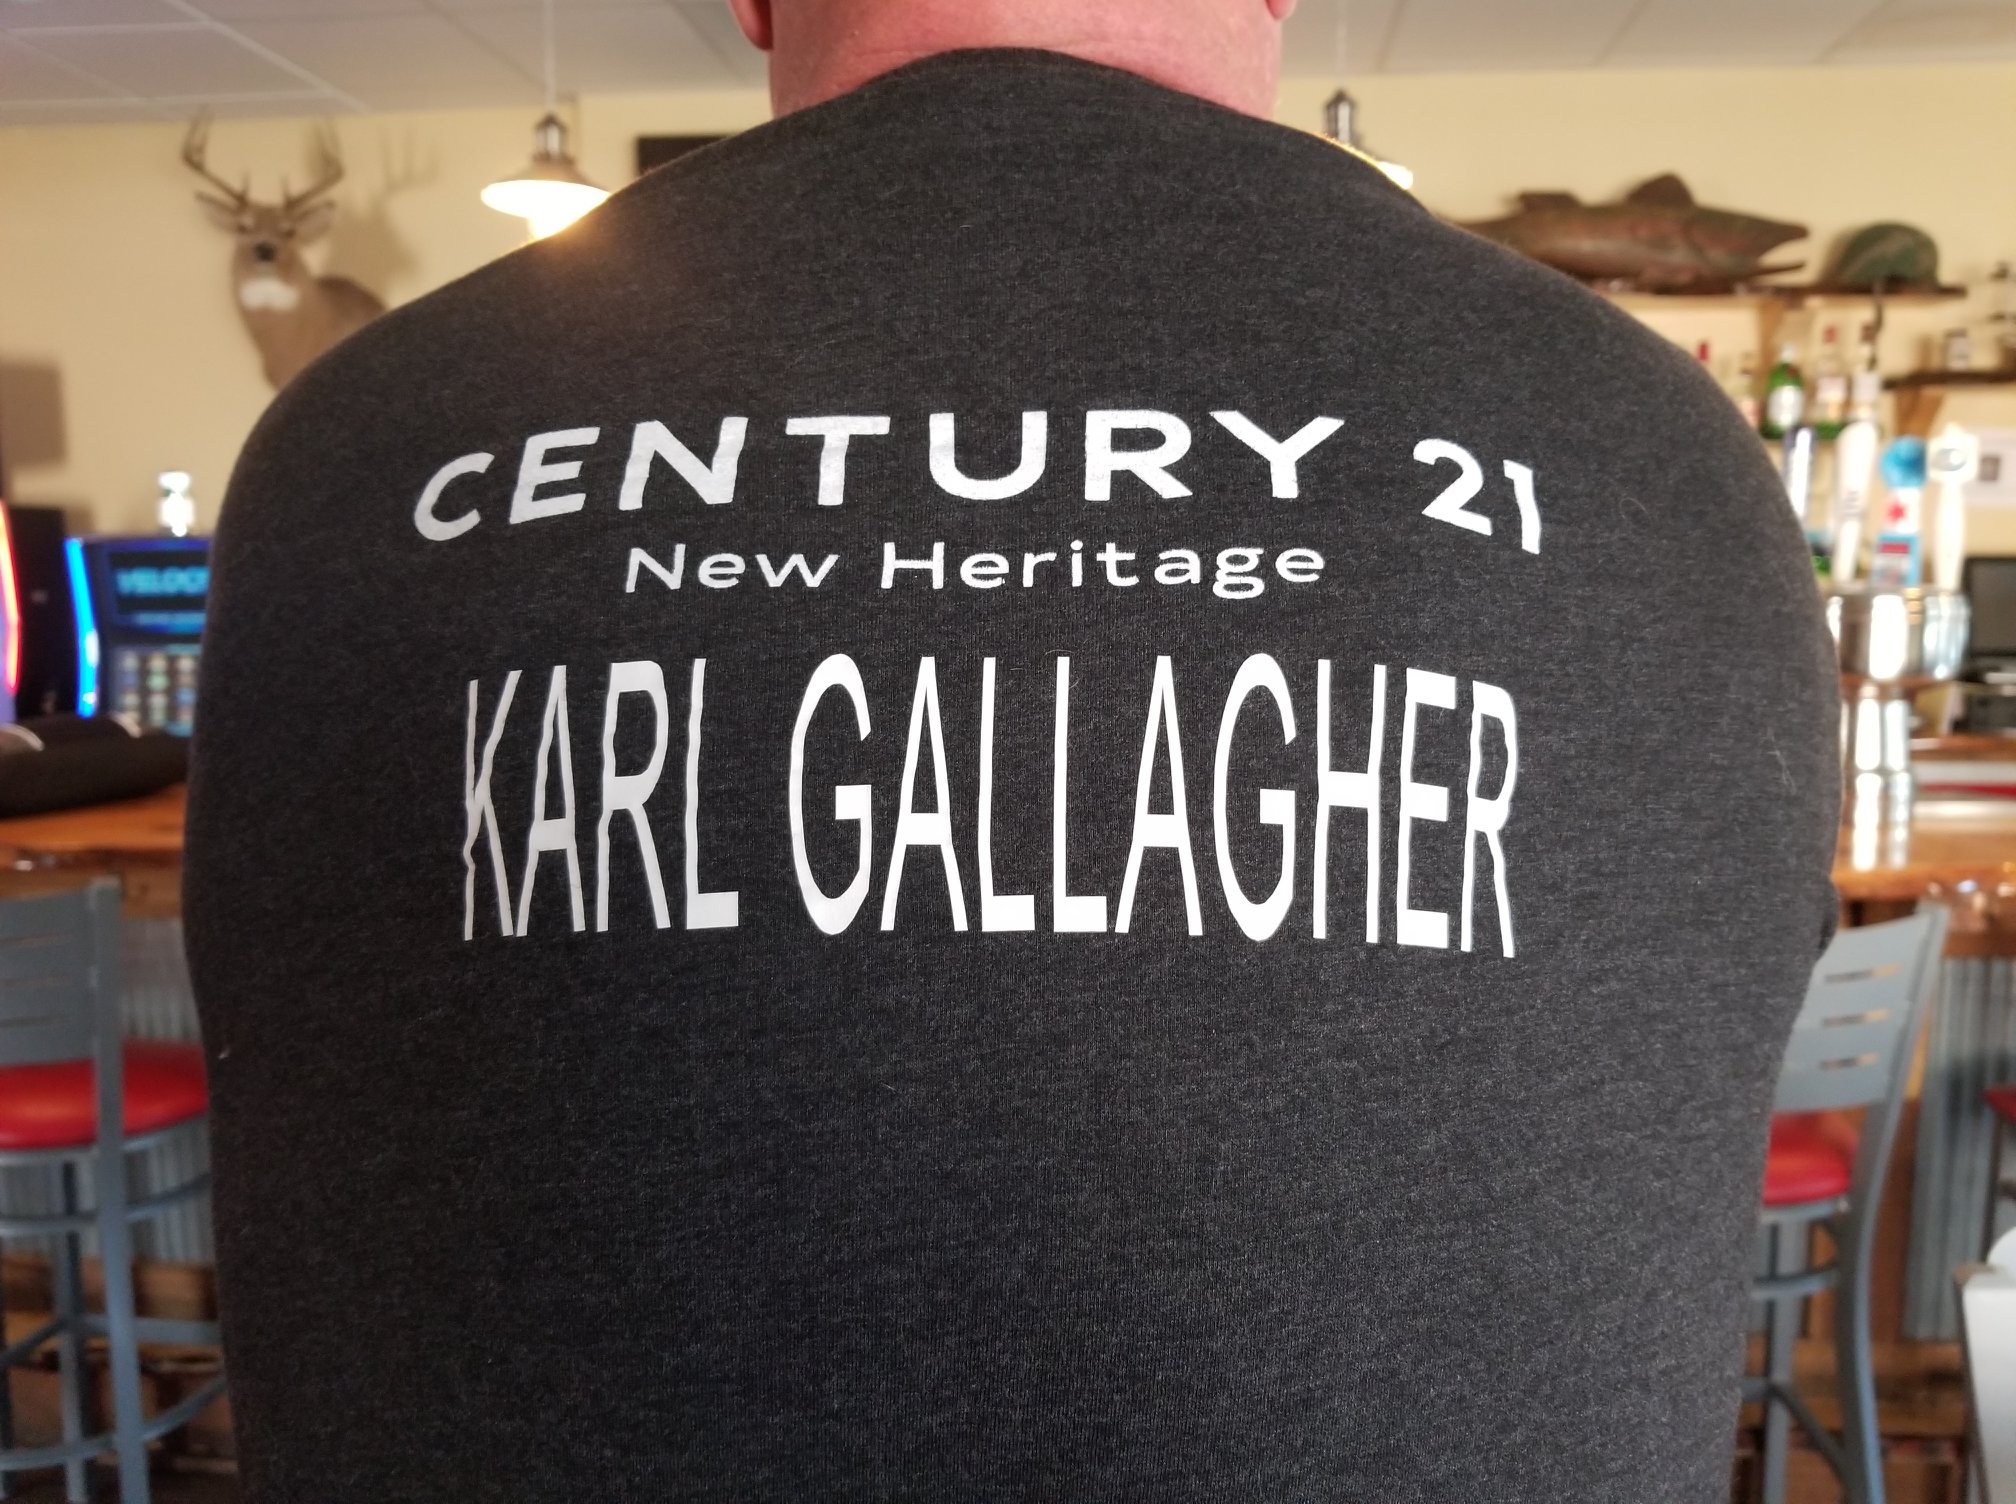 CENTURY 21
New Heritage
KARL GALLAGHER